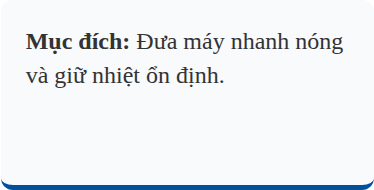 Mục đích: Đưa máy nhanh nóng
và giữ nhiệt ổn định.